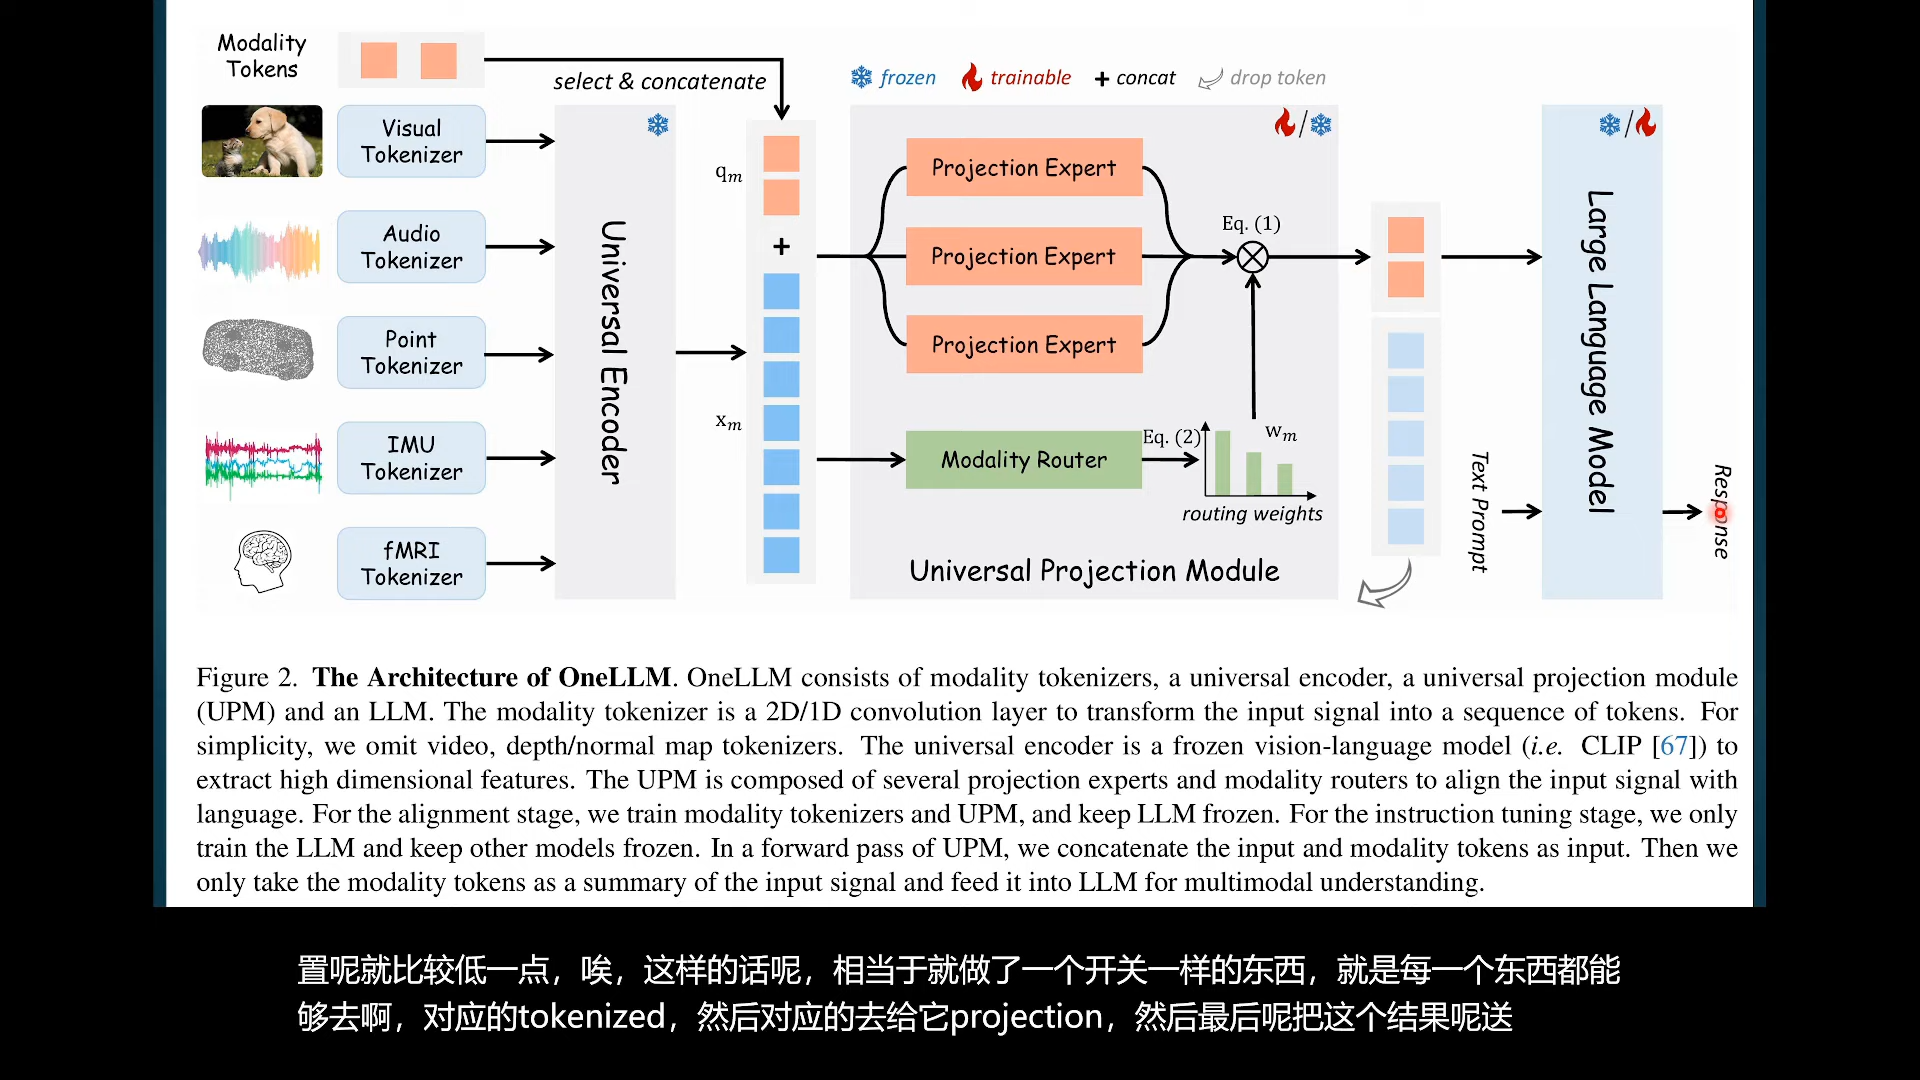 Modality
Tokens
select & concatenate
frozen
trainable
+ concat
drop token
Visual
Tokenizer
Audio
Tokenizer
Point
Tokenizer
IMU
Tokenizer
fMRI
Tokenizer
Universal Encoder
qm
+
xm
Projection Expert
Projection Expert
Projection Expert
Modality Router
Eq. (1)
Eq. (2)
wm
routing weights
Universal Projection Module
/
/
Large Language Model
Text Prompt
Response
Figure 2. The Architecture of OneLLM. OneLLM consists of modality tokenizers, a universal encoder, a universal projection module
(UPM) and an LLM. The modality tokenizer is a 2D/1D convolution layer to transform the input signal into a sequence of tokens. For
simplicity, we omit video, depth/normal map tokenizers. The universal encoder is a frozen vision-language model (i.e. CLIP [67]) to
extract high dimensional features. The UPM is composed of several projection experts and modality routers to align the input signal with
language. For the alignment stage, we train modality tokenizers and UPM, and keep LLM frozen. For the instruction tuning stage, we only
train the LLM and keep other models frozen. In a forward pass of UPM, we concatenate the input and modality tokens as input. Then we
only take the modality tokens as a summary of the input signal and feed it into LLM for multimodal understanding.
置呢就比较低一点，唉，这样的话呢，相当于就做了一个开关一样的东西，就是每一个东西都能
够去啊，对应的tokenized，然后对应的去给它projection，然后最后呢把这个结果呢送